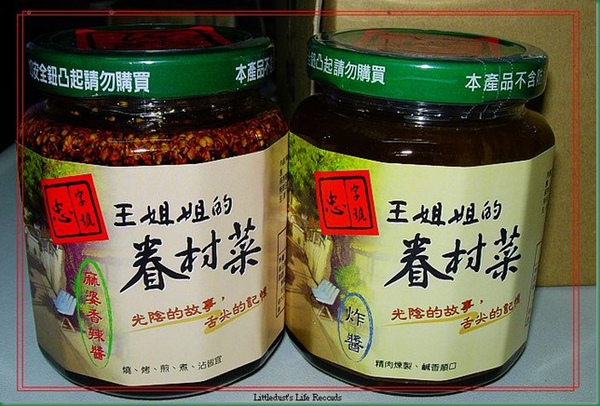 安全鈕凸起請勿購買
本產品不含防
忠
字號
王姐姐的
眷村菜
光陰的故事，
舌尖的記憶
麻婆香辣醬
燒、烤、煎、煮、沾皆宜
安全鈕凸起請勿購買
本產品不含防
忠
字號
王姐姐的
眷村菜
光陰的故事，
舌尖的記憶
炸醬
精肉煉製、鹹香順口
Littledust's Life Records